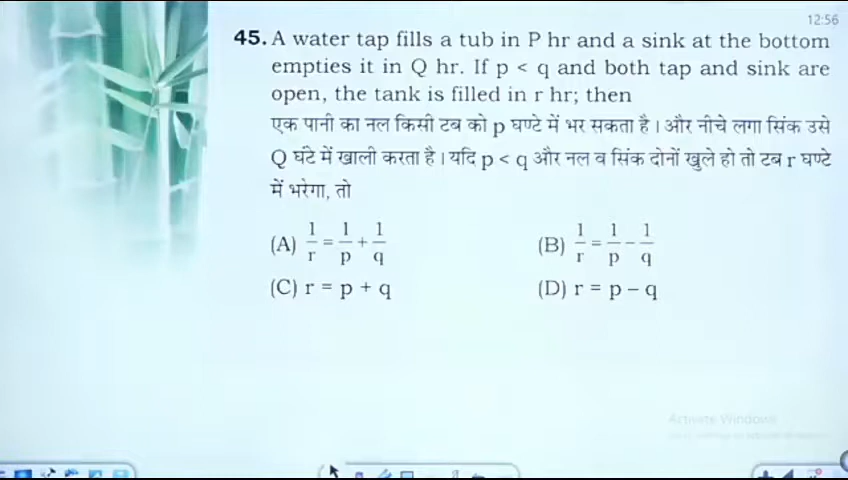 12:56
45. A water tap fills a tub in P hr and a sink at the bottom
empties it in Q hr. If p < q and both tap and sink are
open, the tank is filled in r hr; then
एक पानी का नल किसी टब को p घण्टे में भर सकता है। और नीचे लगा सिंक उसे
Q घंटे में खाली करता है। यदि p < q और नल व सिंक दोनों खुले हो तो टब r घण्टे
में भरेगा, तो
(A) 1/r = 1/p + 1/q (B) 1/r = 1/p − 1/q
(C) r = p + q (D) r = p − q
Activate Windows